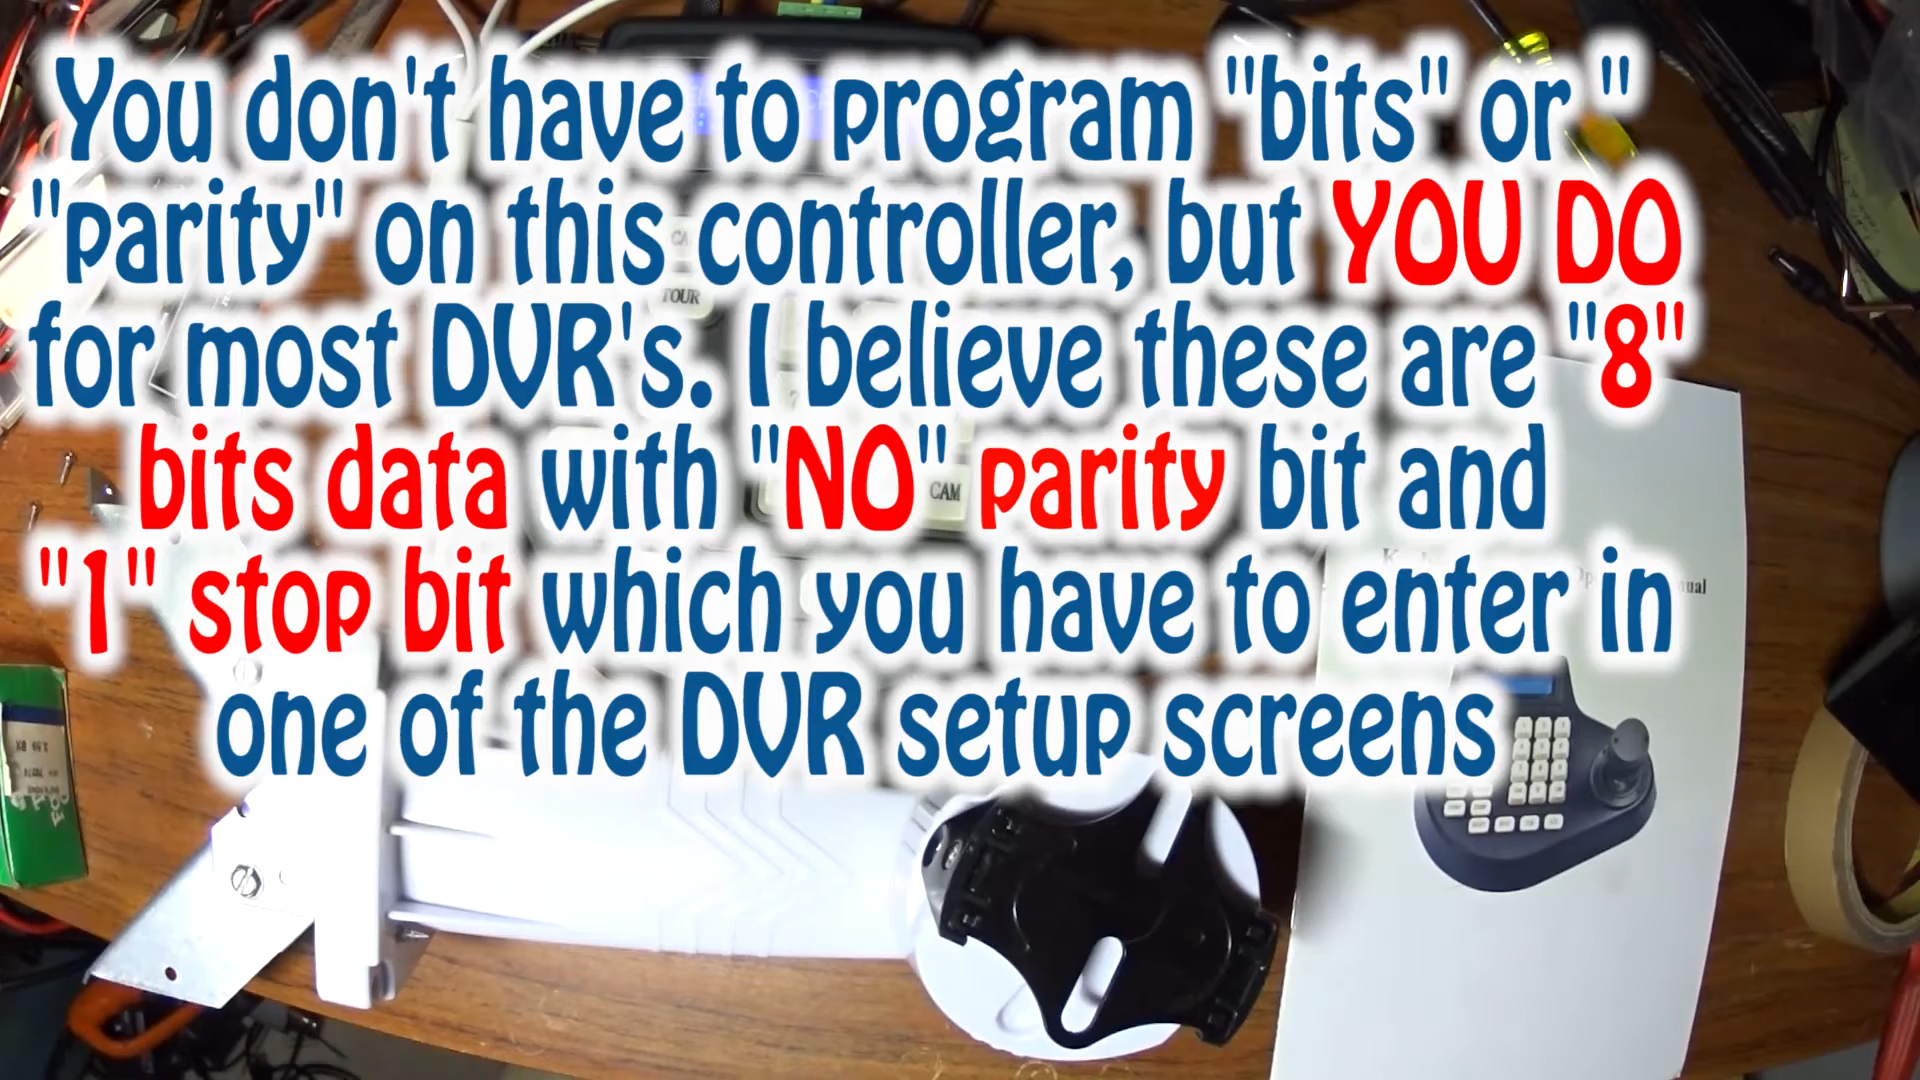 You don't have to program "bits" or "
"parity" on this controller, but YOU DO
for most DVR's. I believe these are "8"
bits data with "NO" parity bit and
"1" stop bit which you have to enter in
one of the DVR setup screens
TOUR
CAM